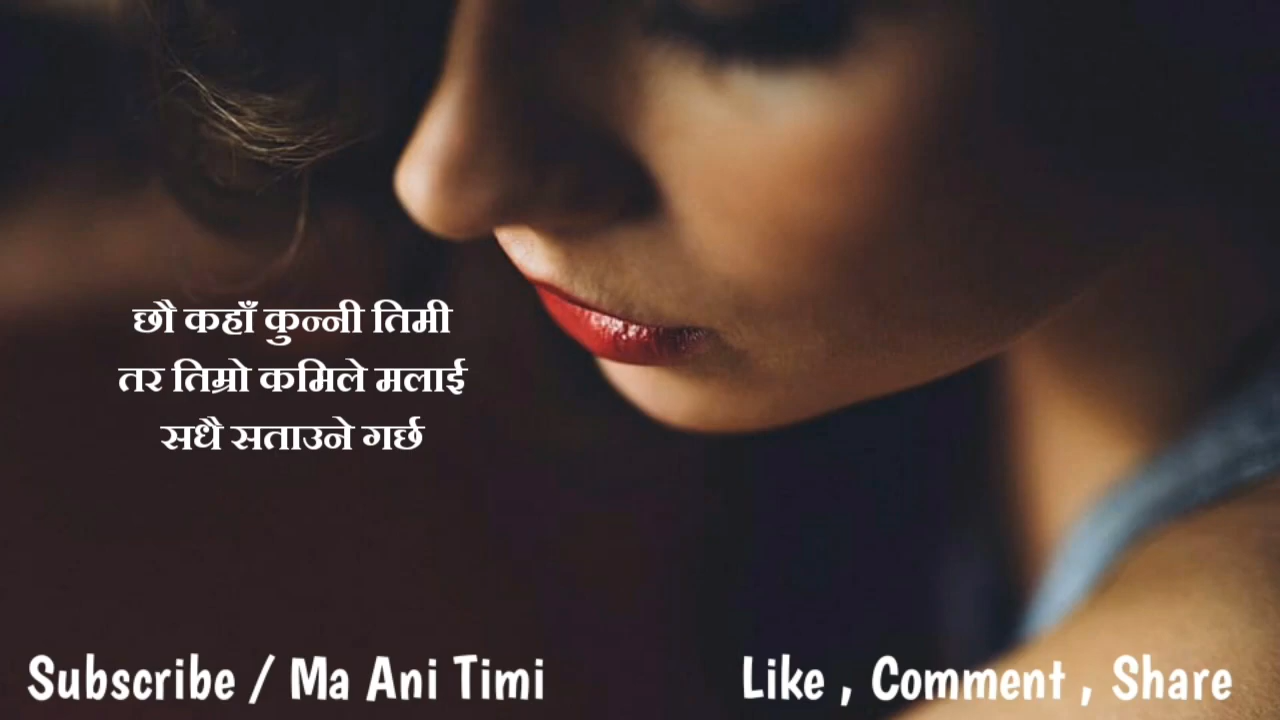 छौ कहाँ कुन्नी तिमी
तर तिम्रो कमिले मलाई
सधै सताउने गर्छ
Subscribe / Ma Ani Timi
Like , Comment , Share